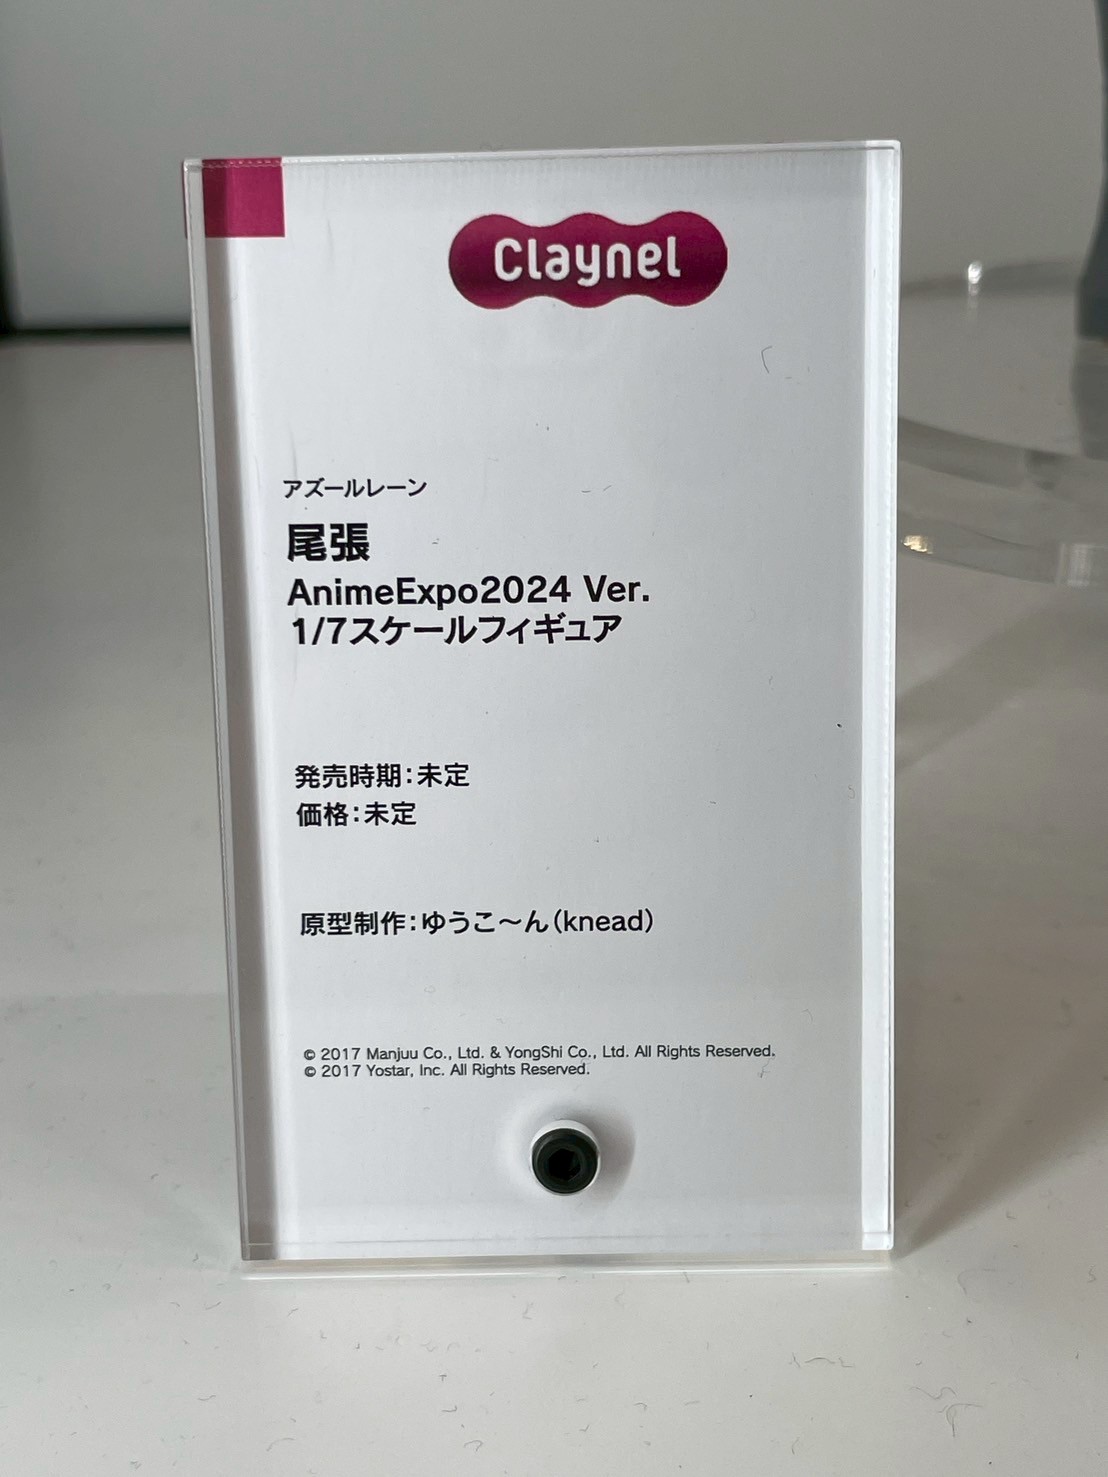 Claynel
アズールレーン
尾張
AnimeExpo2024 Ver.
1/7スケールフィギュア
発売時期：未定
価格：未定
原型制作：ゆうこ～ん（knead）
© 2017 Manjuu Co., Ltd. & YongShi Co., Ltd. All Rights Reserved.
© 2017 Yostar, Inc. All Rights Reserved.